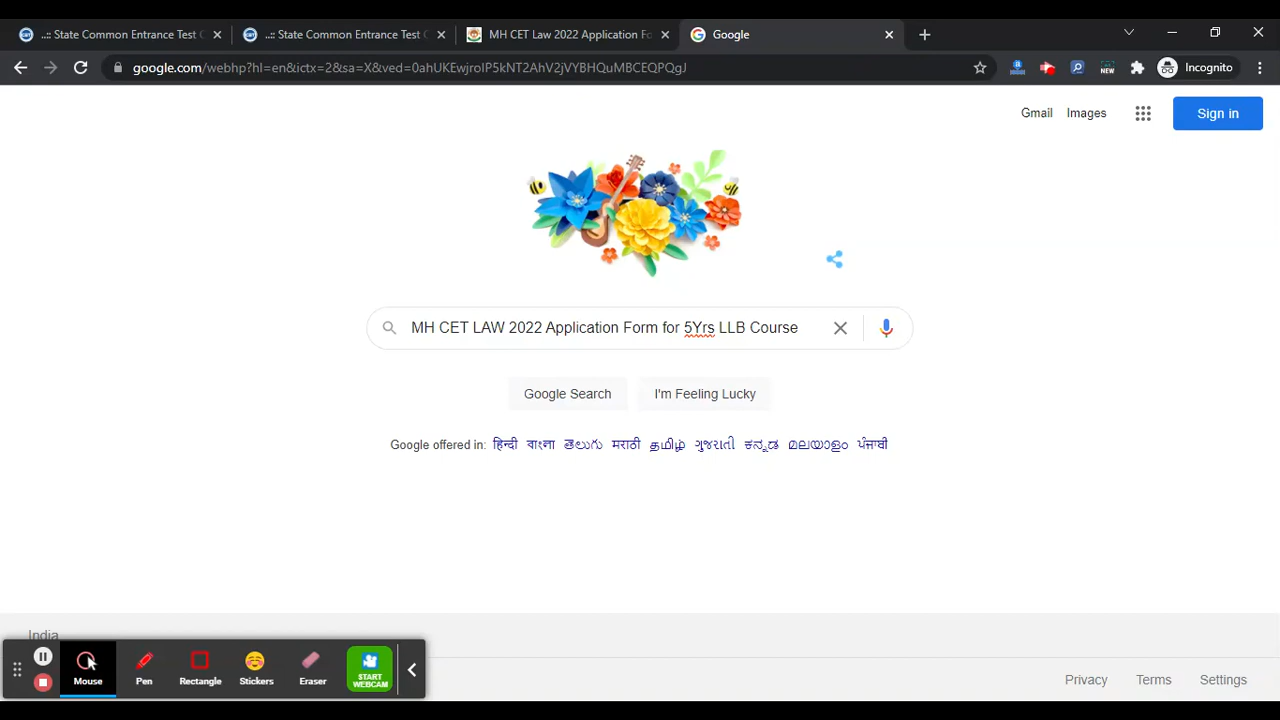 ..:: State Common Entrance Test C
..:: State Common Entrance Test C
MH CET Law 2022 Application Fo
Google
google.com/webhp?hl=en&ictx=2&sa=X&ved=0ahUKEwjroIP5kNT2AhV2jVYBHQuMBCEQPQgJ
NEW
Incognito
Gmail
Images
Sign in
MH CET LAW 2022 Application Form for 5Yrs LLB Course
Google Search
I'm Feeling Lucky
Google offered in: हिन्दी বাংলা తెలుగు मराठी தமிழ் ગુજરાતી ಕನ್ನಡ മലയാളം ਪੰਜਾਬੀ
India
Mouse
Pen
Rectangle
Stickers
Eraser
START
WEBCAM
Privacy
Terms
Settings